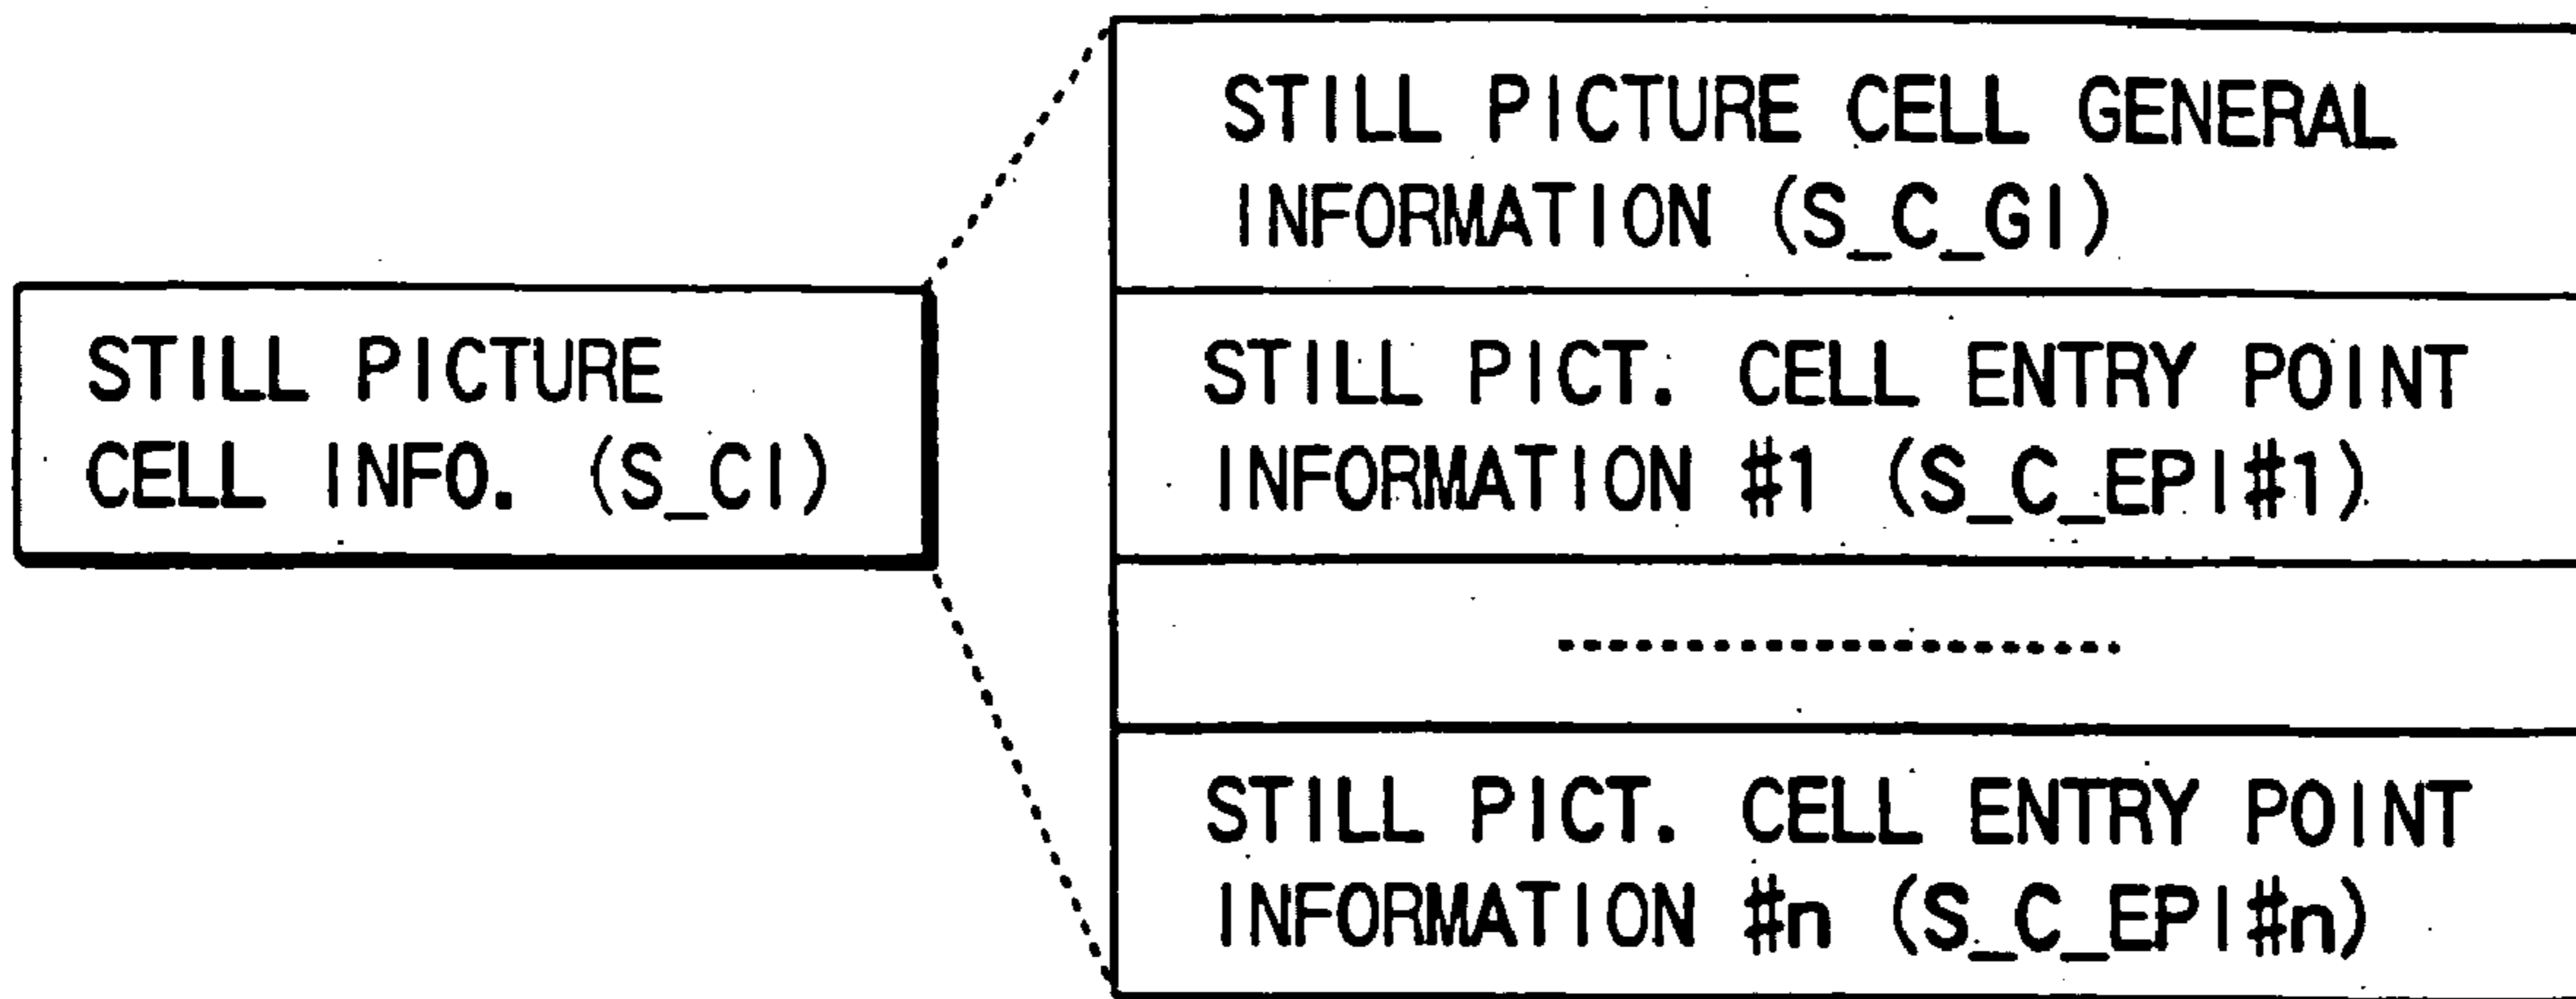 STILL PICTURE
CELL INFO. (S_CI)
STILL PICTURE CELL GENERAL
INFORMATION (S_C_GI)
STILL PICT. CELL ENTRY POINT
INFORMATION #1 (S_C_EPI#1)
STILL PICT. CELL ENTRY POINT
INFORMATION #n (S_C_EPI#n)